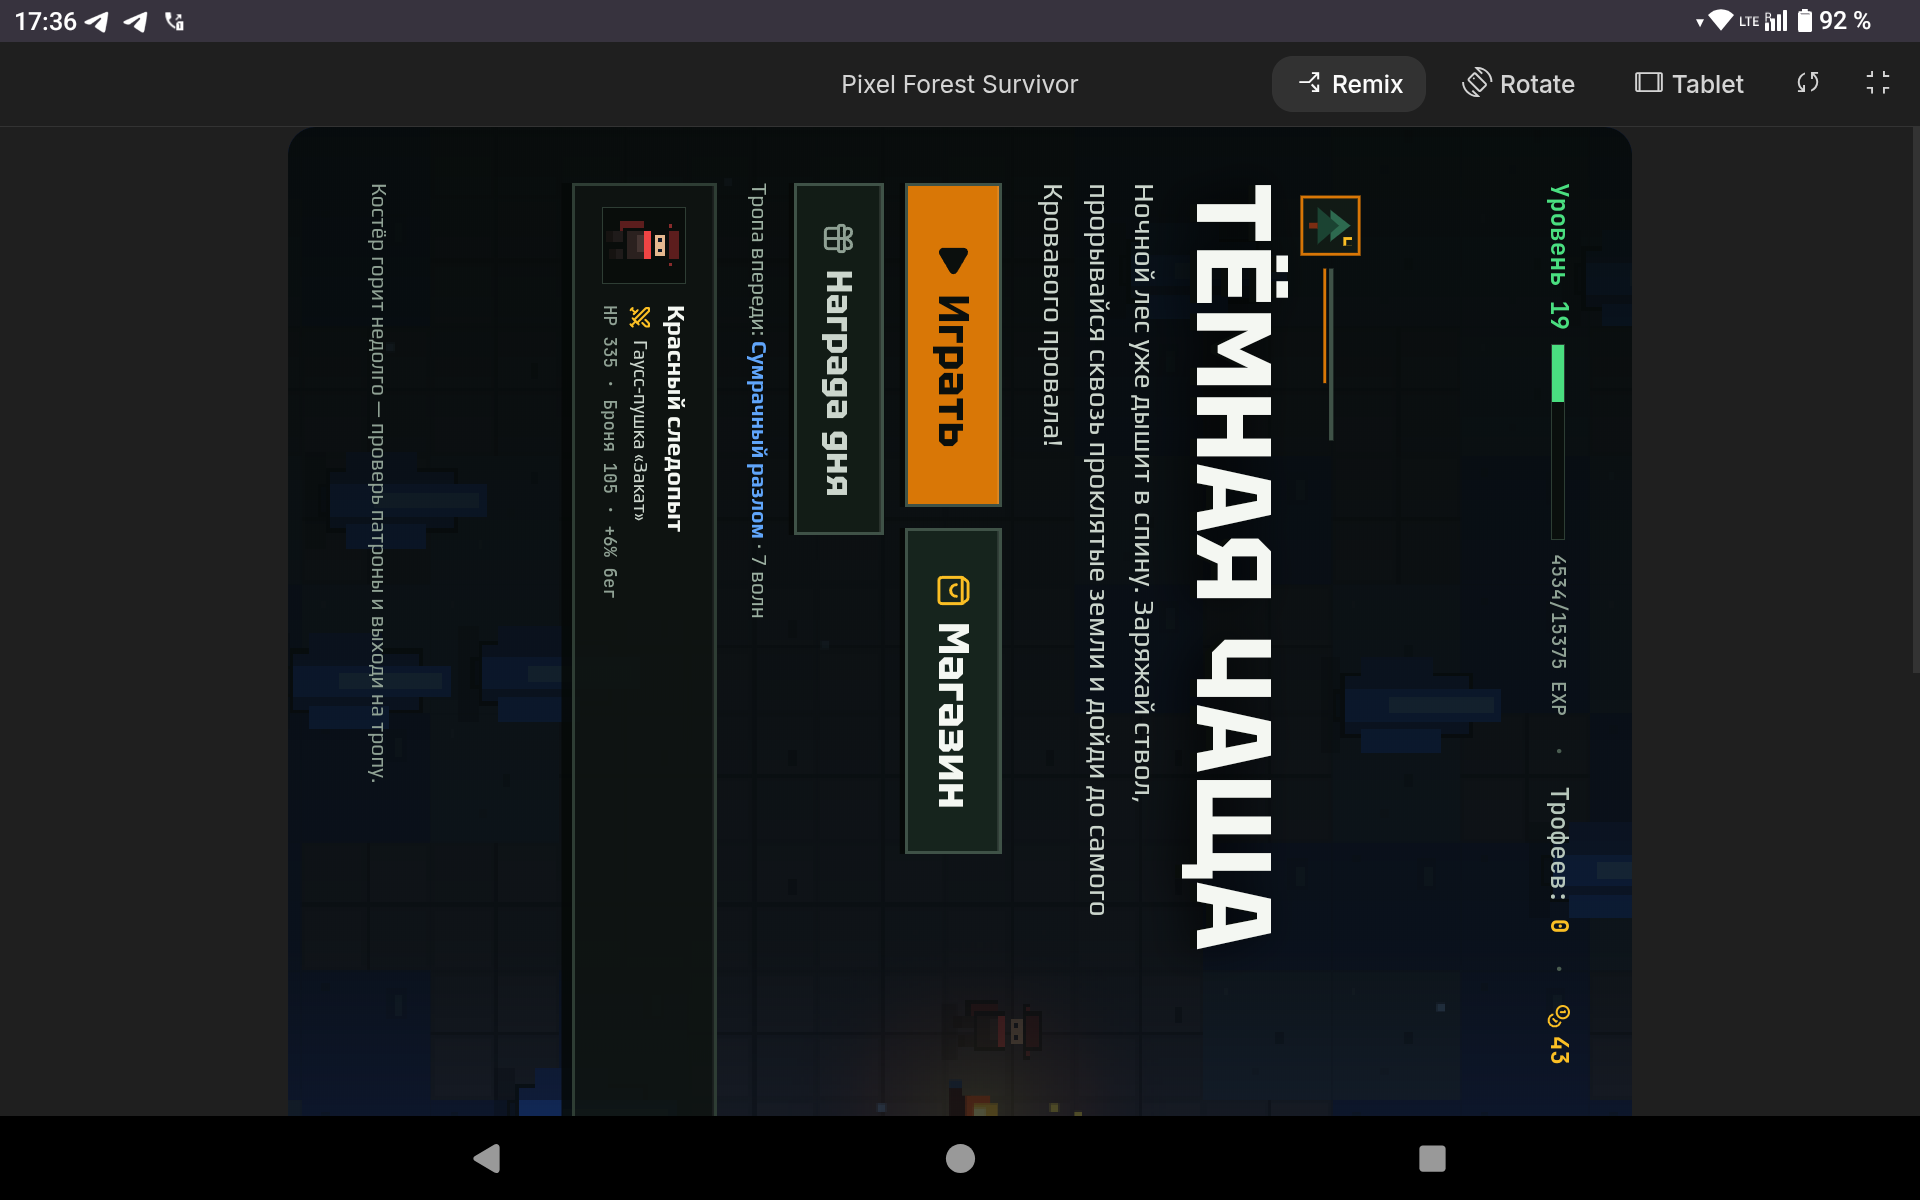 17:36
LTE
R
92 %
Pixel Forest Survivor
Remix
Rotate
Tablet
Уровень 19
4534/15375 EXP
·
Трофеев: 0
·
43
ТЁМНАЯ ЧАЩА
Ночной лес уже дышит в спину. Заряжай ствол,
прорывайся сквозь проклятые земли и дойди до самого
Кровавого провала!
Играть
Магазин
Награда дня
Тропа впереди: Сумрачный разлом · 7 волн
Красный следопыт
Гаусс-пушка «Закат»
HP 335 · Броня 105 · +6% бег
Костёр горит недолго — проверь патроны и выходи на тропу.